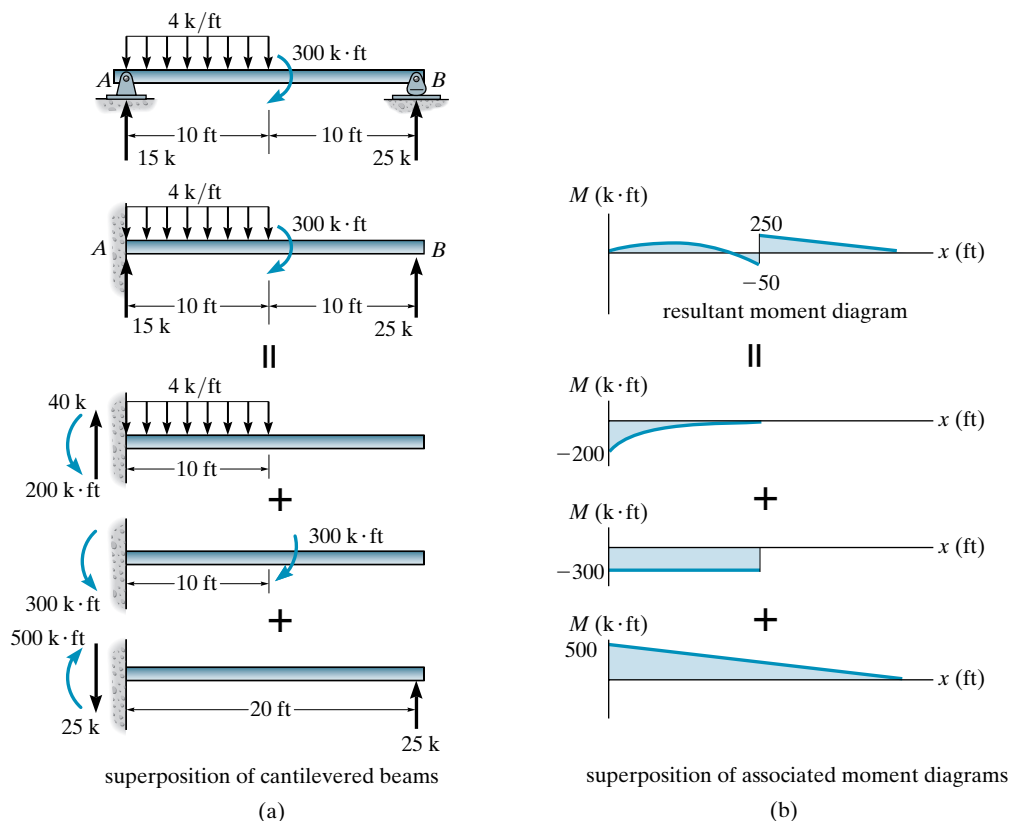 4 k/ft
300 k·ft
A
B
10 ft
10 ft
15 k
25 k
4 k/ft
300 k·ft
A
B
10 ft
10 ft
15 k
25 k
=
4 k/ft
40 k
10 ft
200 k·ft
+
300 k·ft
10 ft
300 k·ft
+
500 k·ft
20 ft
25 k
25 k
superposition of cantilevered beams
(a)
M (k·ft)
250
x (ft)
−50
resultant moment diagram
=
M (k·ft)
x (ft)
−200
+
M (k·ft)
x (ft)
−300
+
M (k·ft)
500
x (ft)
superposition of associated moment diagrams
(b)